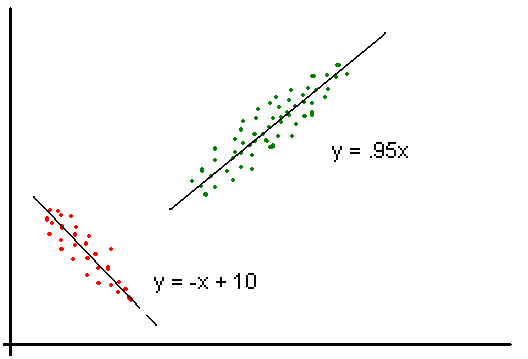 y = .95x
y = -x + 10